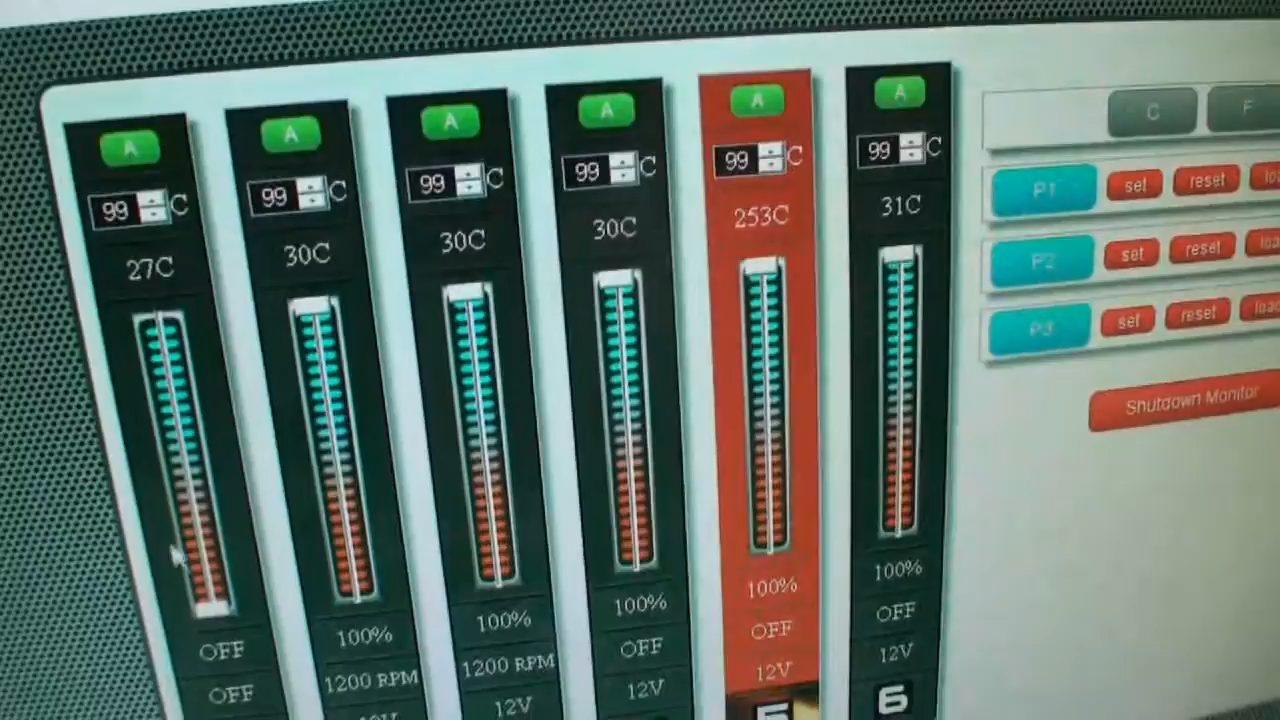 A A A A A A
99 C 99 C 99 C 99 C 99 C 99 C
27C 30C 30C 30C 253C 31C
OFF 100% 100% 100% 100% 100%
OFF 1200 RPM 1200 RPM OFF OFF OFF
12V 12V 12V 12V
6
C F
P1 set reset
P2 set reset
P3 set reset
Shutdown Monitor